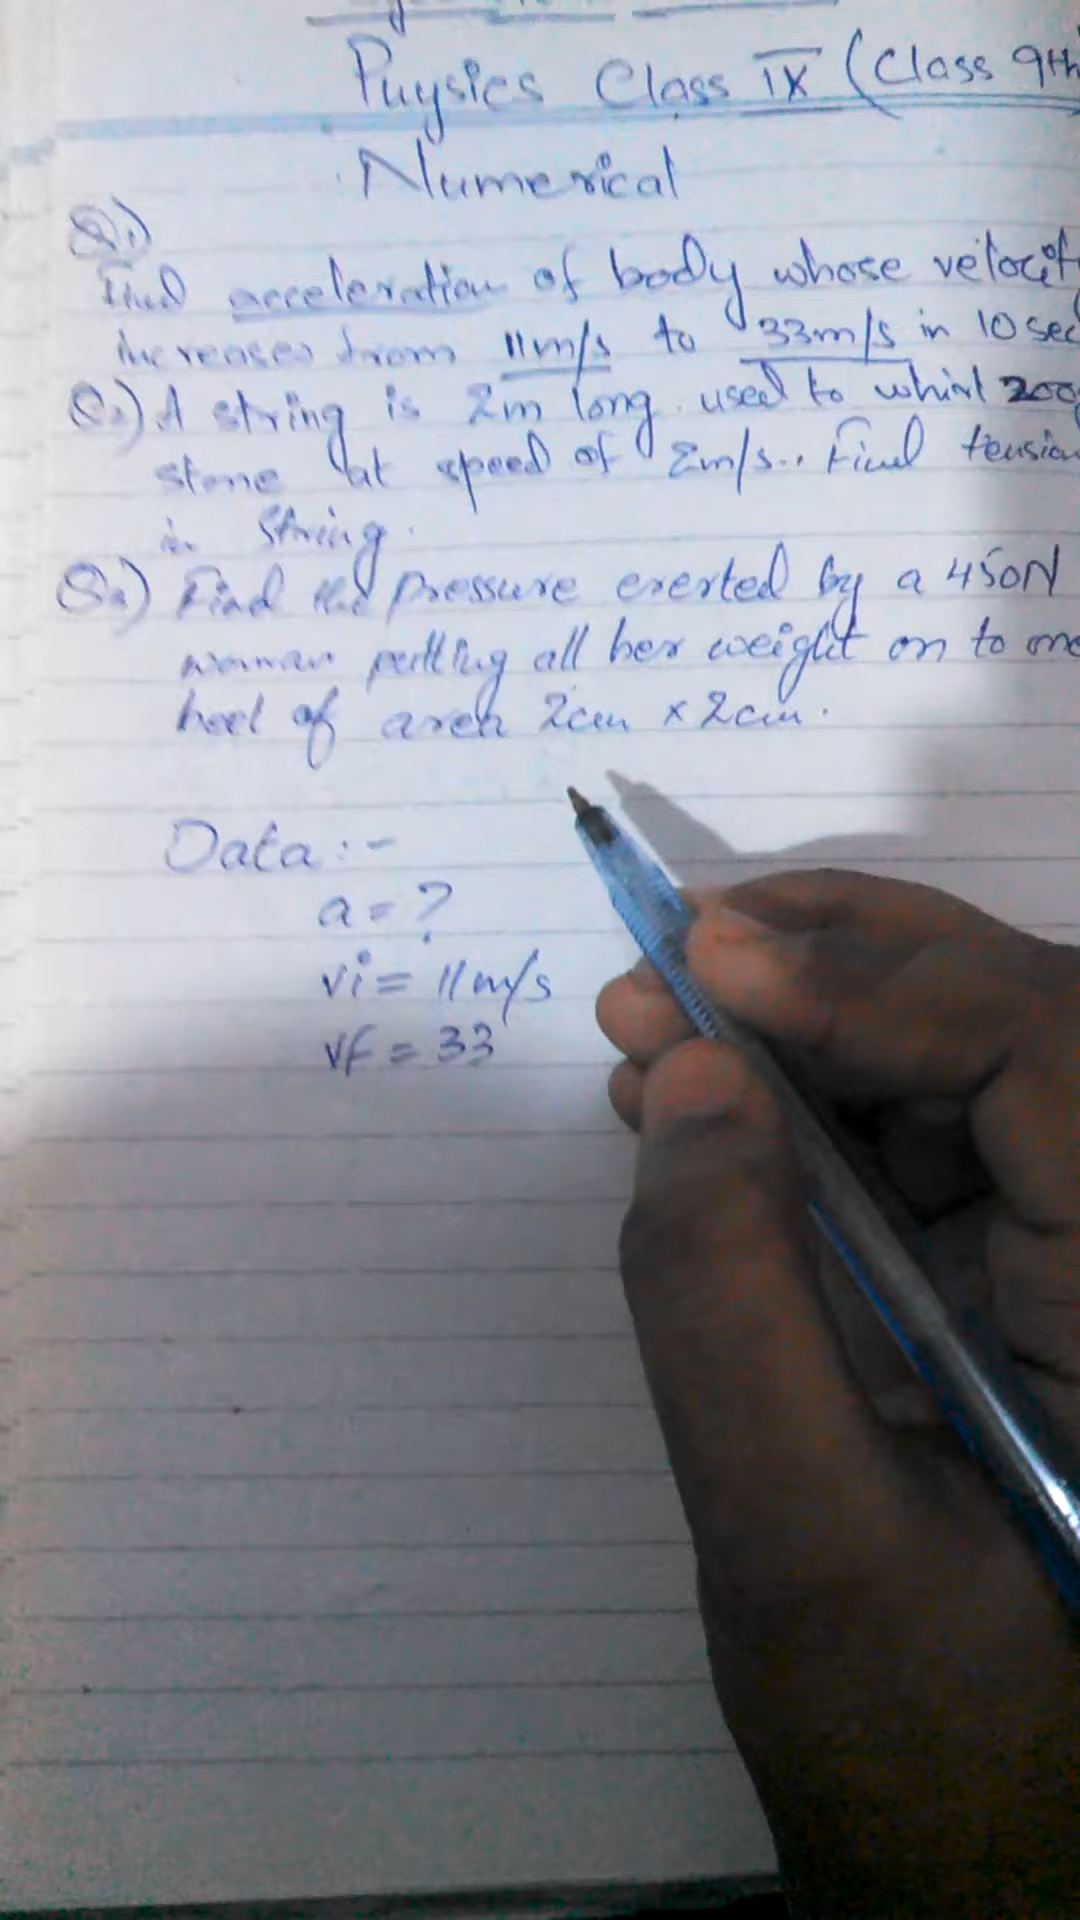 Physics Class IX (Class 9th
Numerical
Q1)
Find acceleration of body whose velocity
increases from 11m/s to 33m/s in 10 sec
Q2) A string is 2m long used to whirl 200g
stone at speed of 2m/s.. Find tension
in string.
Q3) Find the pressure exerted by a 450N
woman putting all her weight on to one
heel of area 2cm x 2cm.
Data :-
a = ?
vi = 11m/s
vf = 33